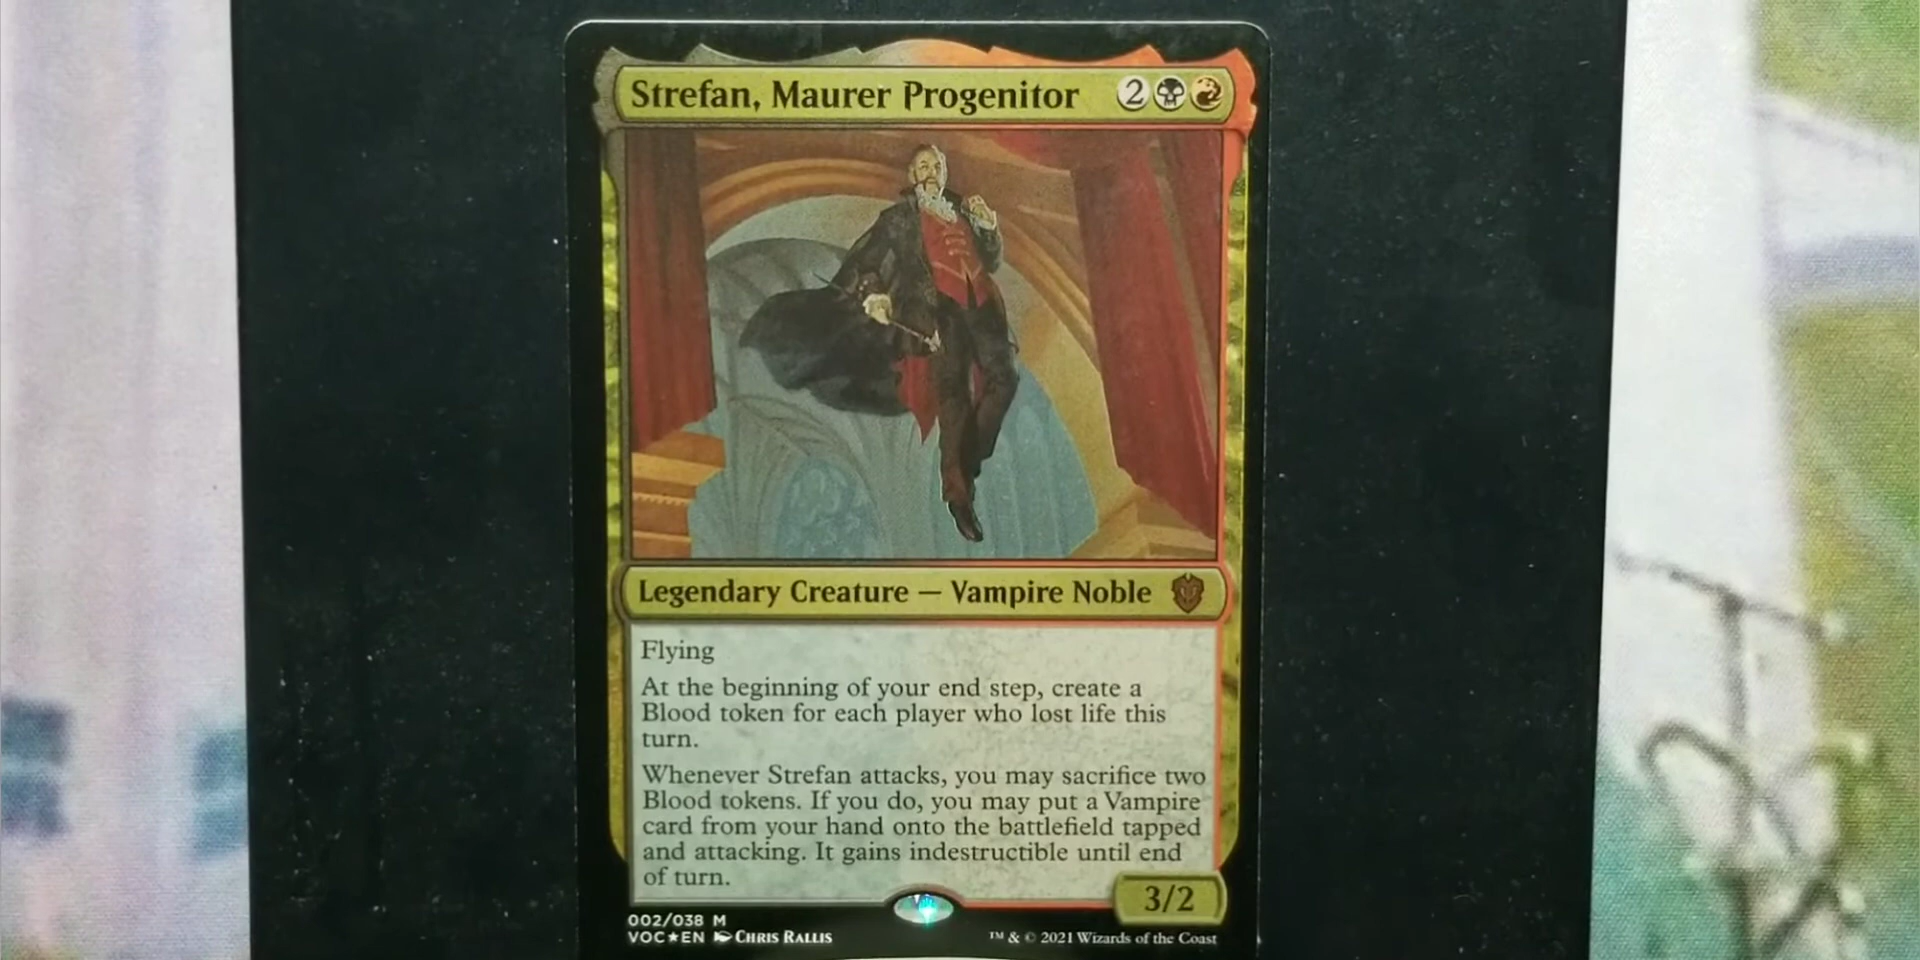 Strefan, Maurer Progenitor 2
Legendary Creature — Vampire Noble
Flying
At the beginning of your end step, create a
Blood token for each player who lost life this
turn.
Whenever Strefan attacks, you may sacrifice two
Blood tokens. If you do, you may put a Vampire
card from your hand onto the battlefield tapped
and attacking. It gains indestructible until end
of turn.
3/2
002/038 M
VOC★EN Chris Rallis
™ & © 2021 Wizards of the Coast